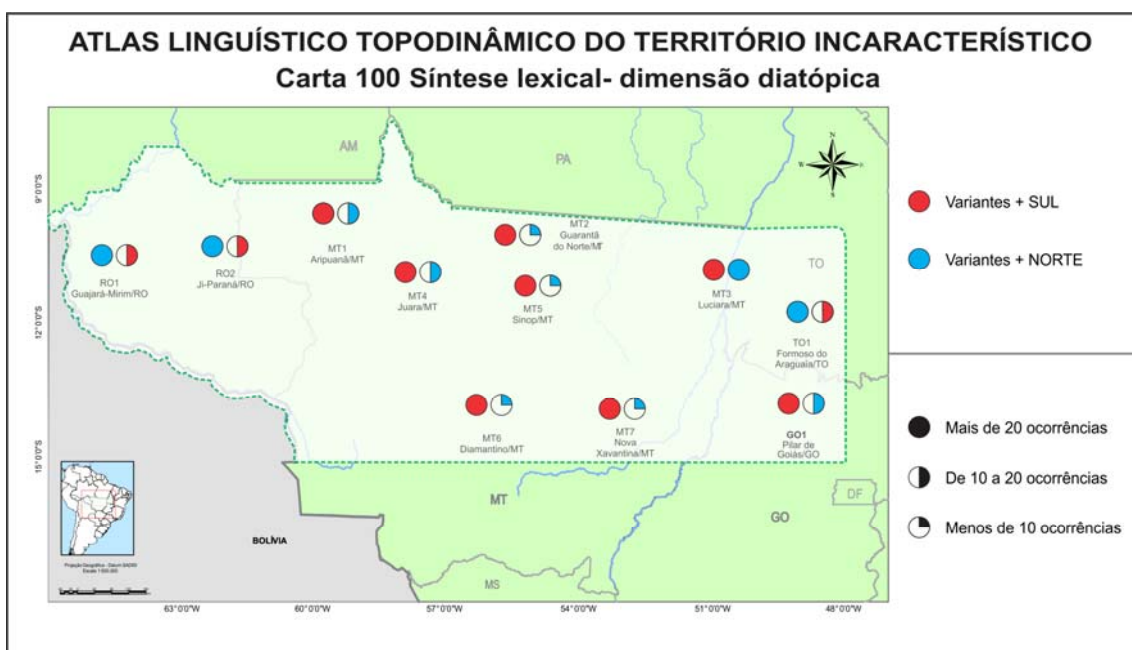 ATLAS LINGUÍSTICO TOPODINÂMICO DO TERRITÓRIO INCARACTERÍSTICO
Carta 100 Síntese lexical- dimensão diatópica
AM
PA
N
W
E
S
9°0'0"S
12°0'0"S
15°0'0"S
RO1
Guajará-Mirim/RO
RO2
Ji-Paraná/RO
MT1
Aripuanã/MT
MT4
Juara/MT
MT2
Guarantã
do Norte/MT
MT5
Sinop/MT
MT3
Luciara/MT
TO
TO1
Formoso do
Araguaia/TO
MT6
Diamantino/MT
MT7
Nova
Xavantina/MT
GO1
Pilar de
Goiás/GO
MT
GO
DF
MS
BOLÍVIA
63°0'0"W
60°0'0"W
57°0'0"W
54°0'0"W
51°0'0"W
48°0'0"W
Variantes + SUL
Variantes + NORTE
Mais de 20 ocorrências
De 10 a 20 ocorrências
Menos de 10 ocorrências